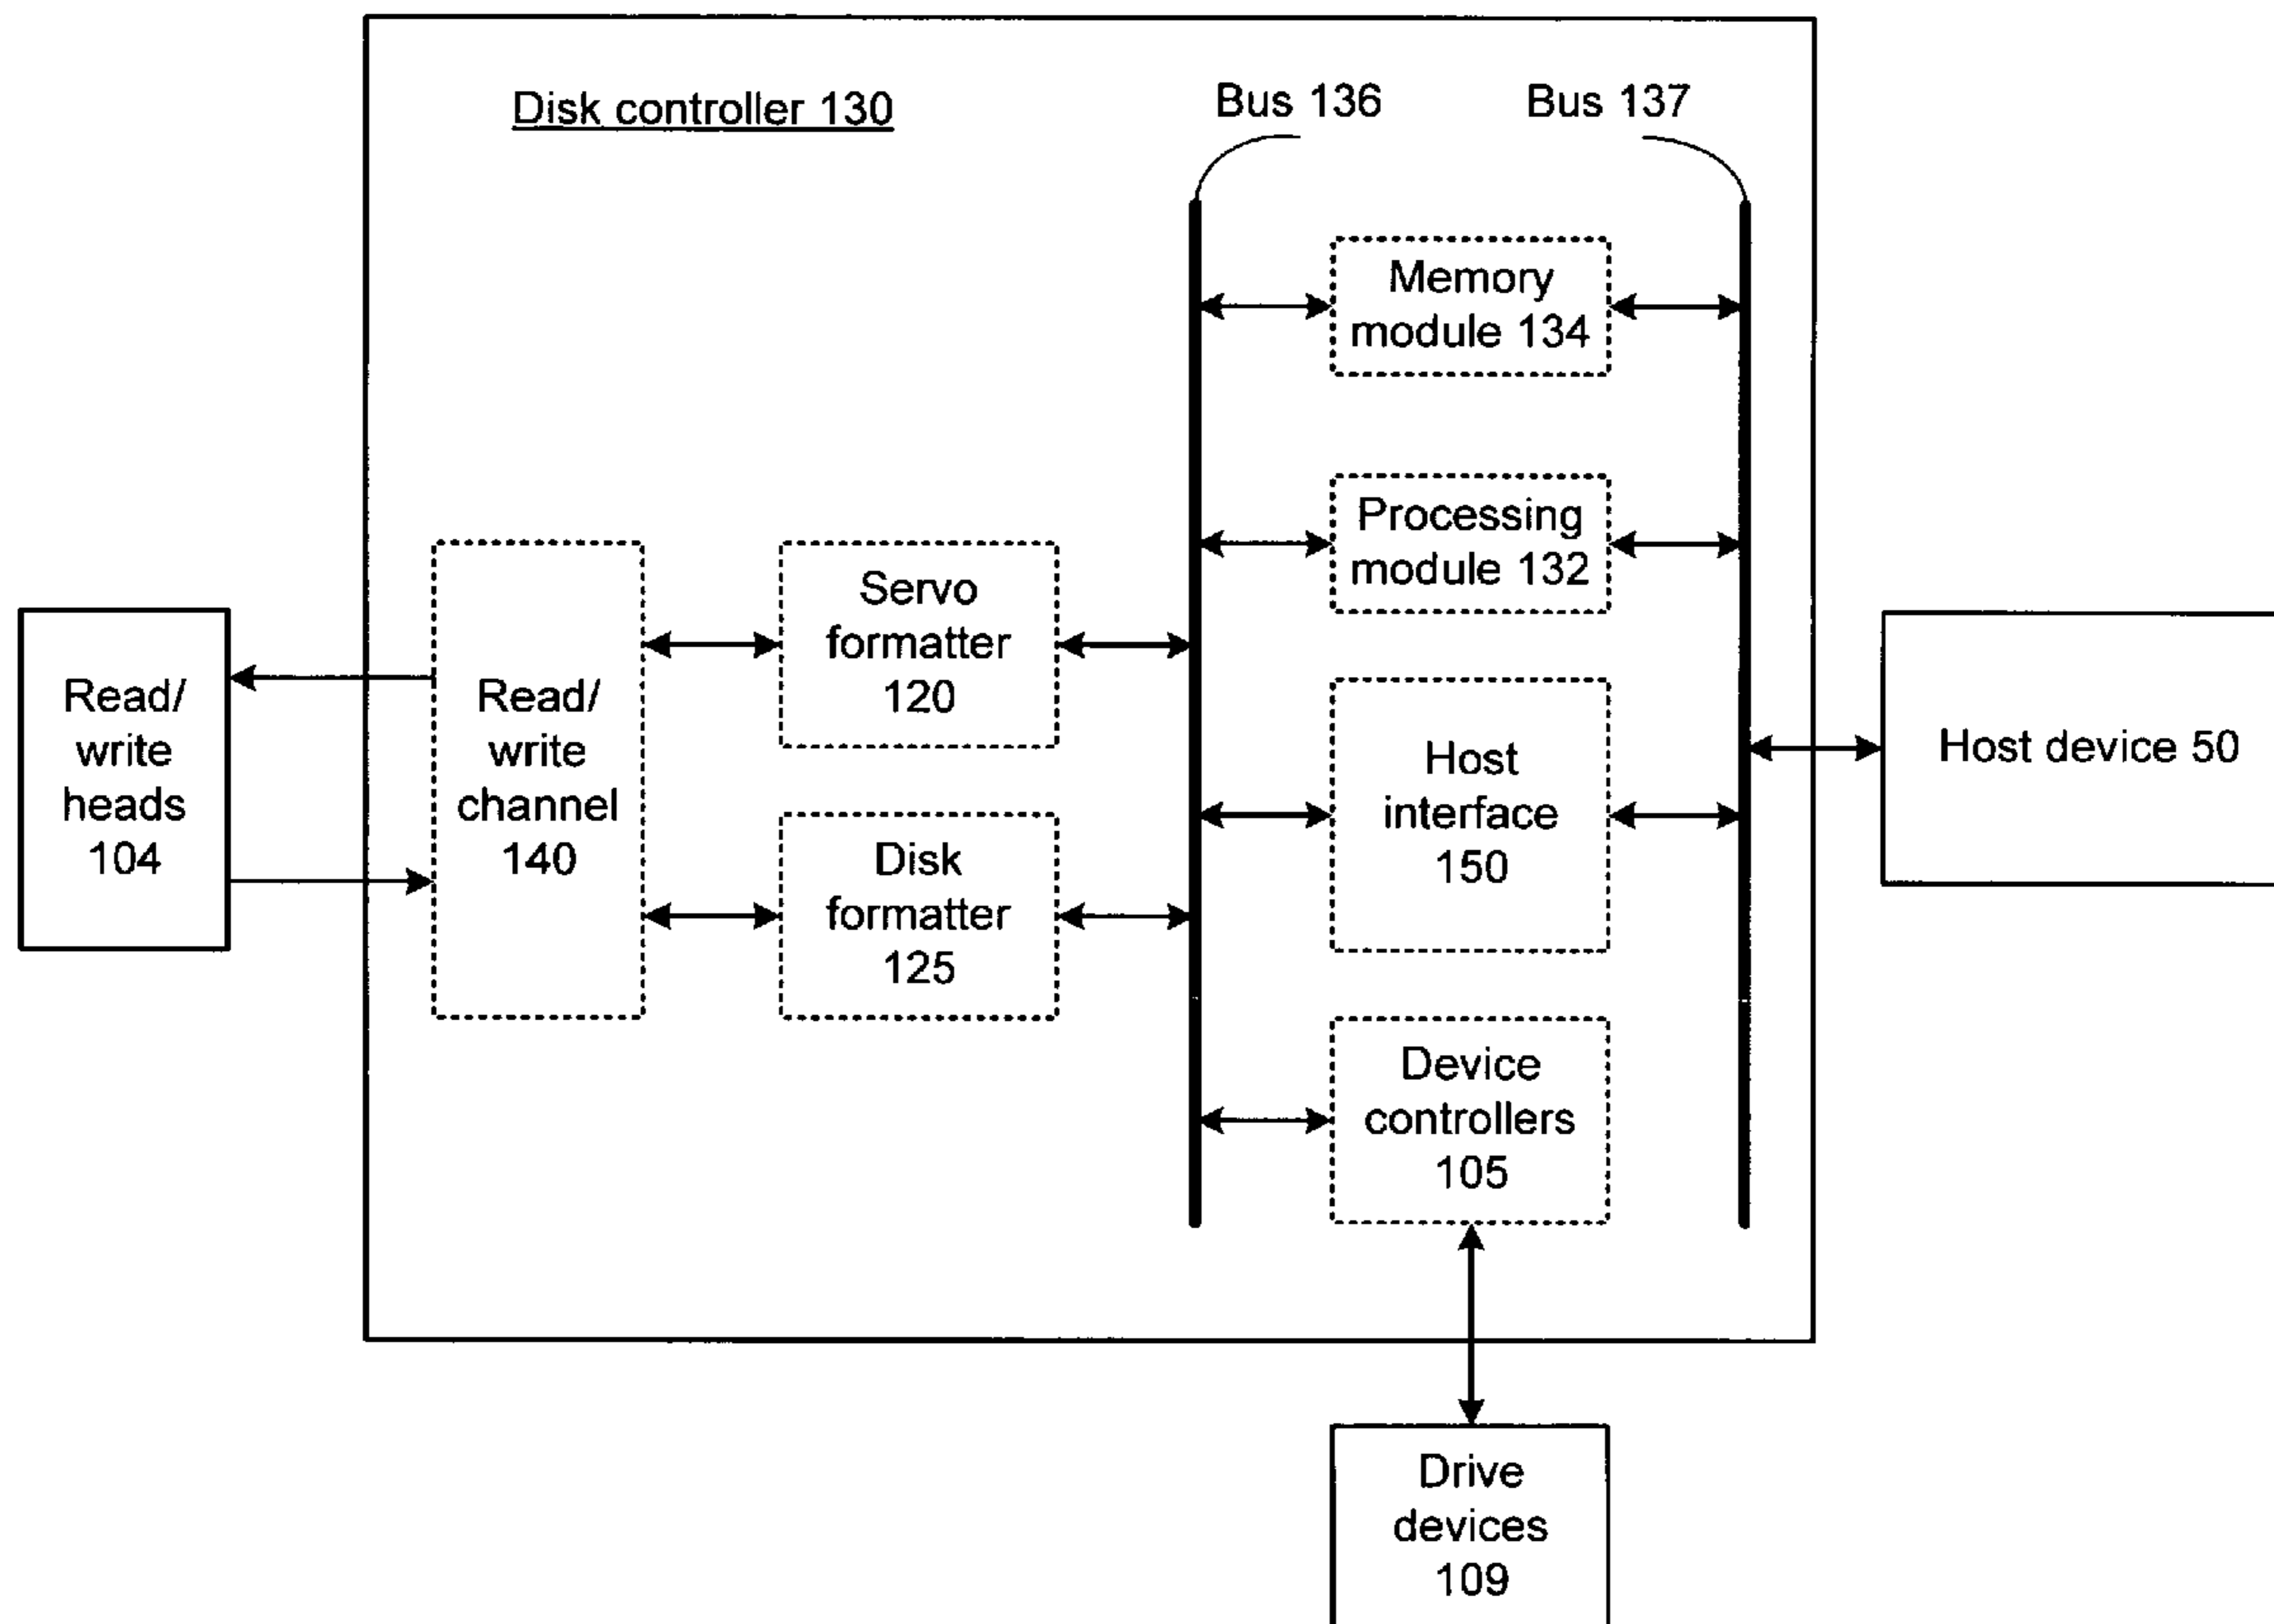 Disk controller 130
Bus 136
Bus 137
Memory
module 134
Processing
module 132
Servo
formatter
120
Read/
write
heads
104
Read/
write
channel
140
Host
interface
150
Host device 50
Disk
formatter
125
Device
controllers
105
Drive
devices
109